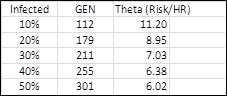 Infected GEN Theta (Risk/HR)
10% 112 11.20
20% 179 8.95
30% 211 7.03
40% 255 6.38
50% 301 6.02